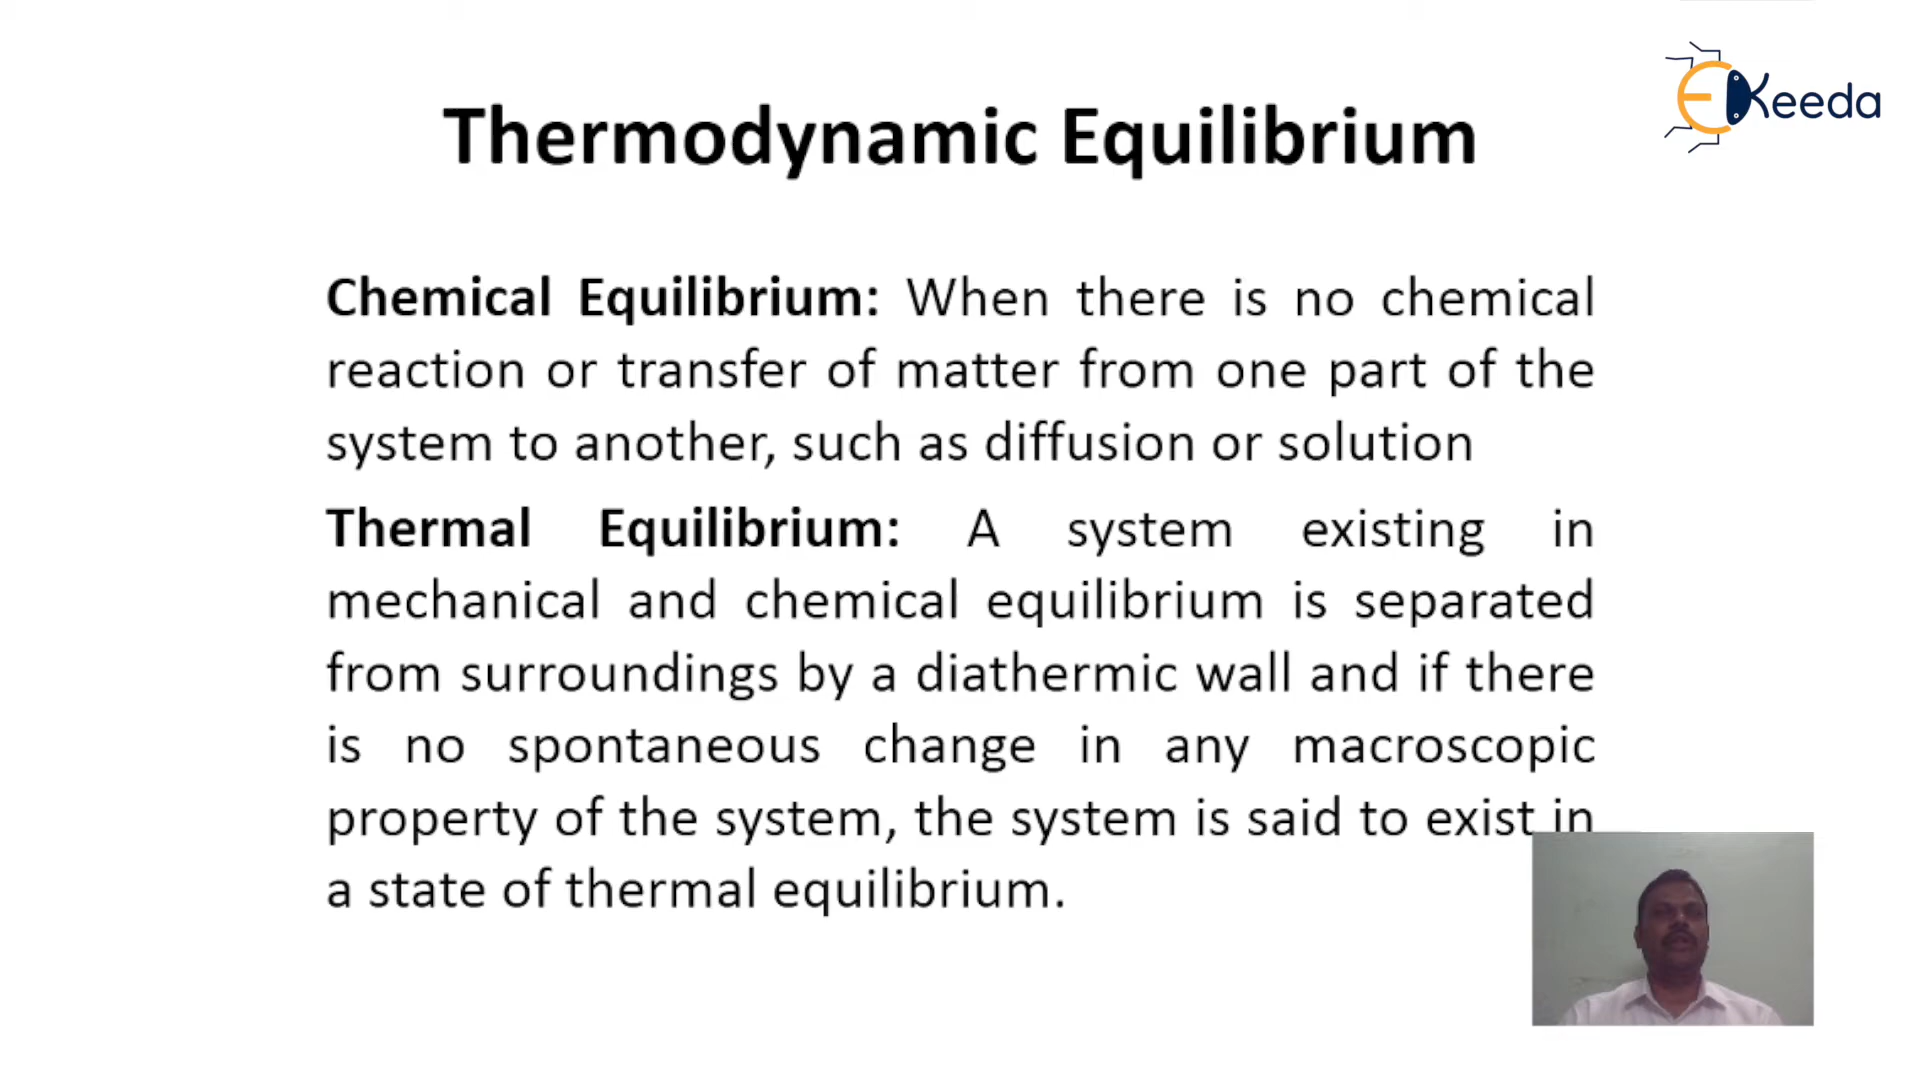 EKeeda
Thermodynamic Equilibrium
Chemical Equilibrium: When there is no chemical
reaction or transfer of matter from one part of the
system to another, such as diffusion or solution
Thermal Equilibrium: A system existing in
mechanical and chemical equilibrium is separated
from surroundings by a diathermic wall and if there
is no spontaneous change in any macroscopic
property of the system, the system is said to exist in
a state of thermal equilibrium.